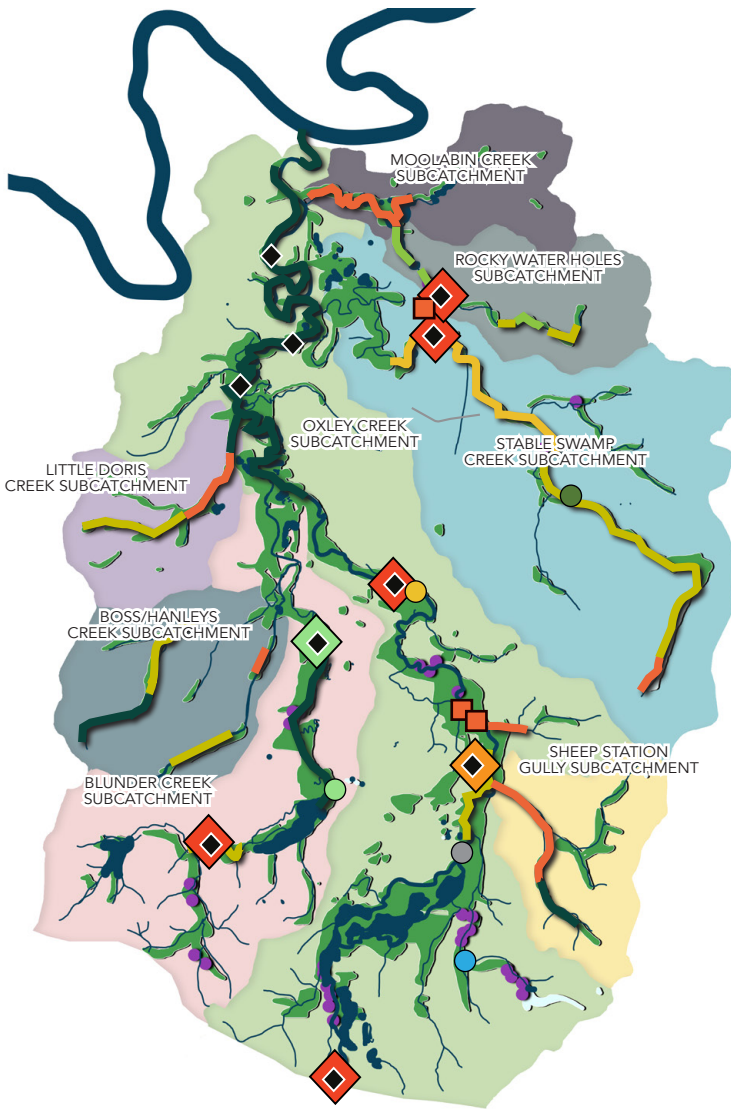 MOOLABIN CREEK
SUBCATCHMENT
ROCKY WATER HOLES
SUBCATCHMENT
OXLEY CREEK
SUBCATCHMENT
STABLE SWAMP
CREEK SUBCATCHMENT
LITTLE DORIS
CREEK SUBCATCHMENT
BOSS/HANLEYS
CREEK SUBCATCHMENT
SHEEP STATION
GULLY SUBCATCHMENT
BLUNDER CREEK
SUBCATCHMENT